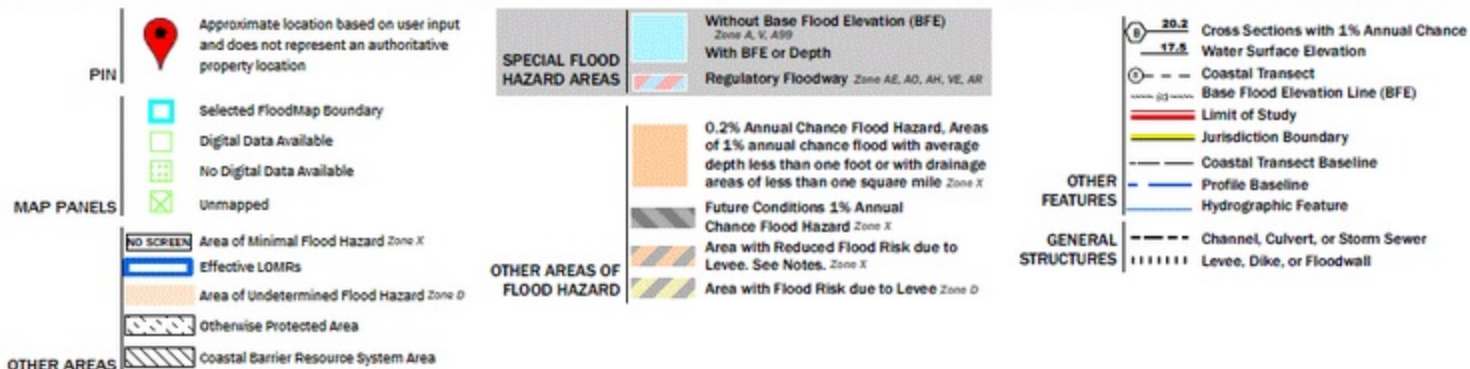 PIN
Approximate location based on user input
and does not represent an authoritative
property location
MAP PANELS
Selected FloodMap Boundary
Digital Data Available
No Digital Data Available
Unmapped
OTHER AREAS
NO SCREEN Area of Minimal Flood Hazard Zone X
Effective LOMRs
Area of Undetermined Flood Hazard Zone D
Otherwise Protected Area
Coastal Barrier Resource System Area
SPECIAL FLOOD
HAZARD AREAS
Without Base Flood Elevation (BFE)
Zone A, V, A99
With BFE or Depth
Regulatory Floodway Zone AE, AO, AH, VE, AR
OTHER AREAS OF
FLOOD HAZARD
0.2% Annual Chance Flood Hazard, Areas
of 1% annual chance flood with average
depth less than one foot or with drainage
areas of less than one square mile Zone X
Future Conditions 1% Annual
Chance Flood Hazard Zone X
Area with Reduced Flood Risk due to
Levee. See Notes. Zone X
Area with Flood Risk due to Levee Zone D
OTHER
FEATURES
20.2 Cross Sections with 1% Annual Chance
17.5 Water Surface Elevation
Coastal Transect
Base Flood Elevation Line (BFE)
Limit of Study
Jurisdiction Boundary
Coastal Transect Baseline
Profile Baseline
Hydrographic Feature
GENERAL
STRUCTURES
Channel, Culvert, or Storm Sewer
Levee, Dike, or Floodwall